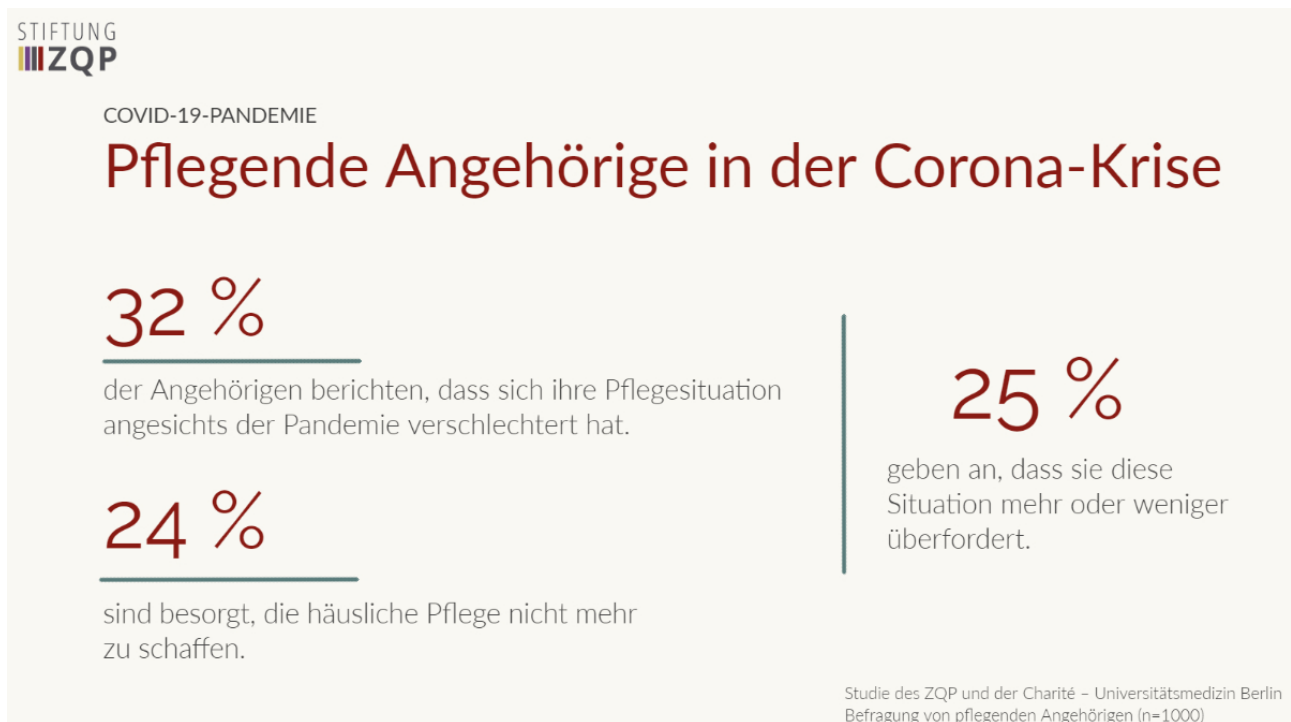 STIFTUNG
ZQP
COVID-19-PANDEMIE
Pflegende Angehörige in der Corona-Krise
32 %
der Angehörigen berichten, dass sich ihre Pflegesituation
angesichts der Pandemie verschlechtert hat.
24 %
sind besorgt, die häusliche Pflege nicht mehr
zu schaffen.
25 %
geben an, dass sie diese
Situation mehr oder weniger
überfordert.
Studie des ZQP und der Charité – Universitätsmedizin Berlin
Befragung von pflegenden Angehörigen (n=1000)